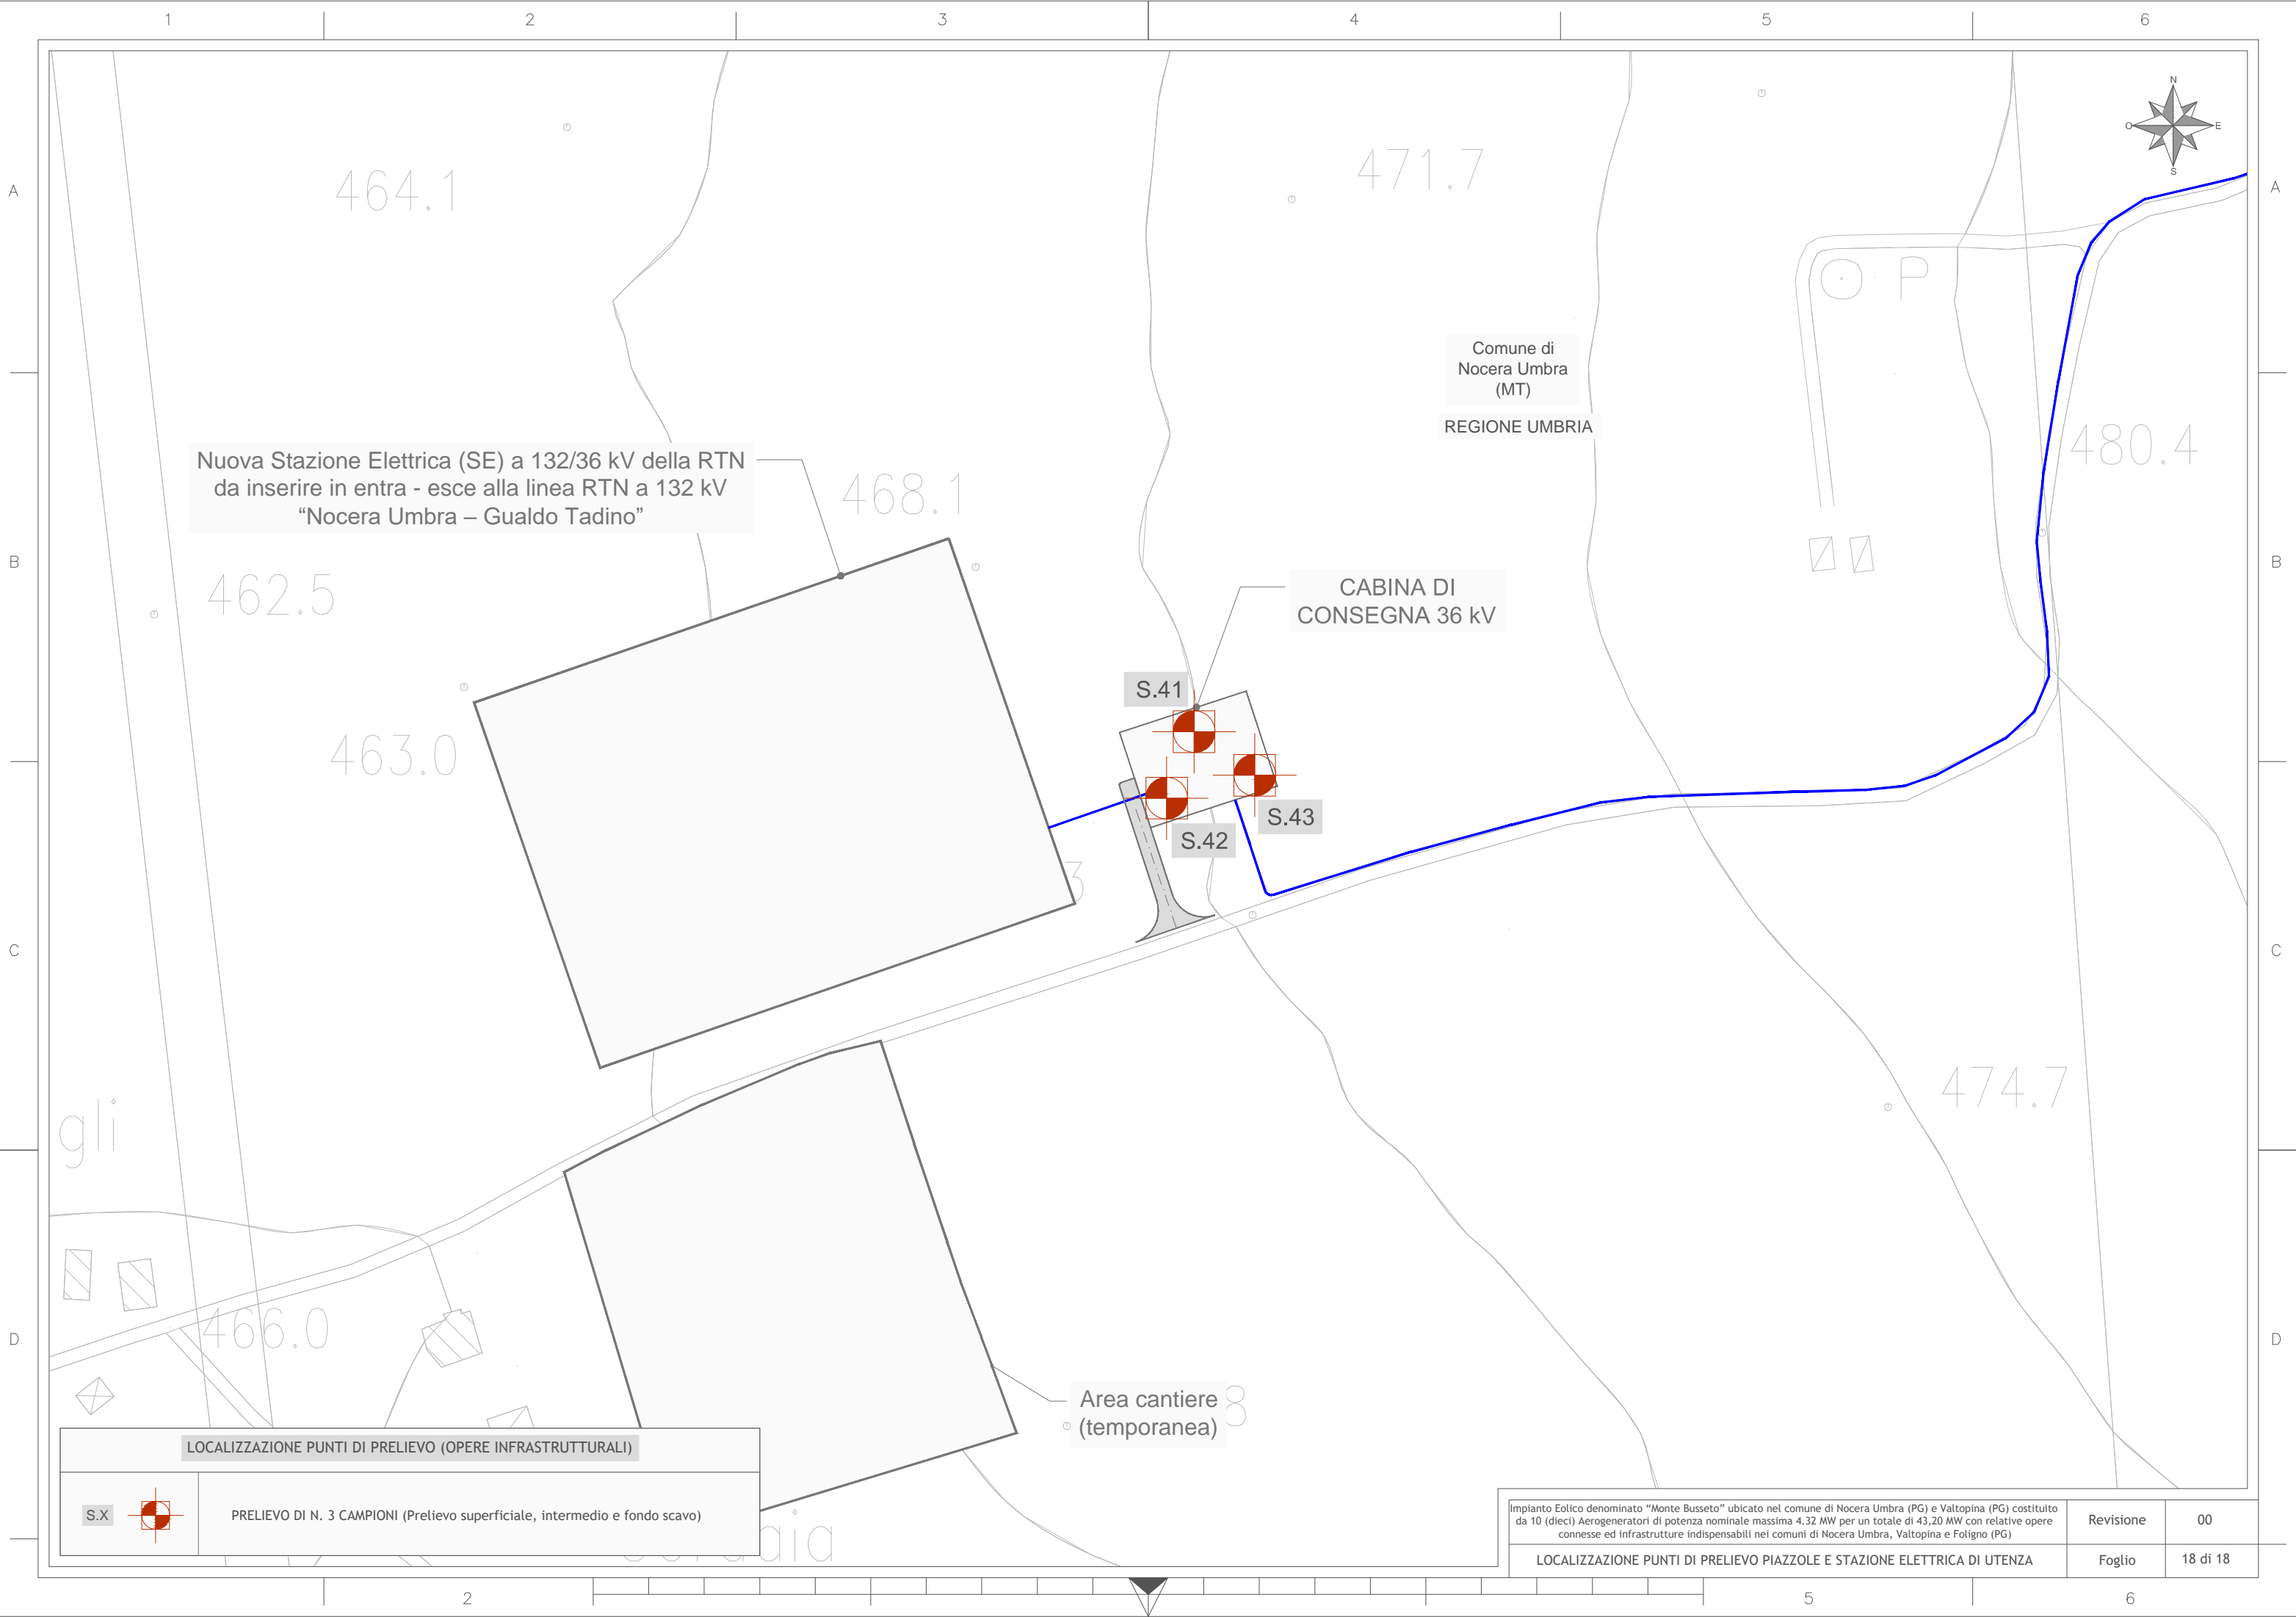 1 2 3 4 5 6
N
O E
S
A
A
464.1
471.7
P
Comune di
Nocera Umbra
(MT)
REGIONE UMBRIA
480.4
Nuova Stazione Elettrica (SE) a 132/36 kV della RTN
da inserire in entra - esce alla linea RTN a 132 kV
“Nocera Umbra – Gualdo Tadino”
468.1
B
B
462.5
CABINA DI
CONSEGNA 36 kV
S.41
463.0
S.43
S.42
3
C
C
474.7
gli
466.0
D
D
Area cantiere
(temporanea)
8
LOCALIZZAZIONE PUNTI DI PRELIEVO (OPERE INFRASTRUTTURALI)
S.X
PRELIEVO DI N. 3 CAMPIONI (Prelievo superficiale, intermedio e fondo scavo)
Impianto Eolico denominato “Monte Busseto” ubicato nel comune di Nocera Umbra (PG) e Valtopina (PG) costituito
da 10 (dieci) Aerogeneratori di potenza nominale massima 4.32 MW per un totale di 43,20 MW con relative opere
connesse ed infrastrutture indispensabili nei comuni di Nocera Umbra, Valtopina e Foligno (PG)
Revisione 00
LOCALIZZAZIONE PUNTI DI PRELIEVO PIAZZOLE E STAZIONE ELETTRICA DI UTENZA
Foglio 18 di 18
2 5 6